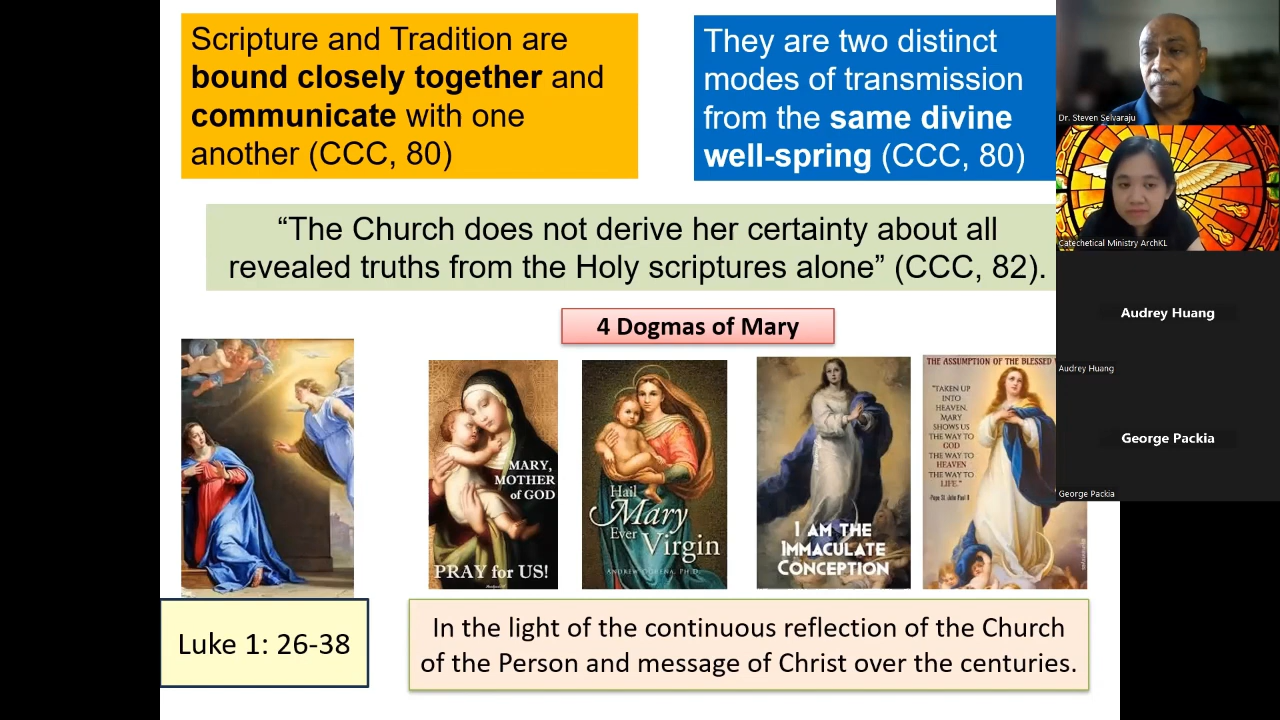 Scripture and Tradition are
bound closely together and
communicate with one
another (CCC, 80)
They are two distinct
modes of transmission
from the same divine
well-spring (CCC, 80)
“The Church does not derive her certainty about all
revealed truths from the Holy scriptures alone” (CCC, 82).
4 Dogmas of Mary
MARY,
MOTHER
of GOD
PRAY for US!
Hail
Mary
Ever
Virgin
I AM THE
IMMACULATE
CONCEPTION
THE ASSUMPTION OF THE BLESSED
"TAKEN UP
INTO
HEAVEN,
MARY
SHOWS US
THE WAY TO
GOD
THE WAY TO
HEAVEN
THE WAY TO
LIFE."
-Pope St. John Paul II
Luke 1: 26-38
In the light of the continuous reflection of the Church
of the Person and message of Christ over the centuries.
Dr. Steven Selvaraju
Catechetical Ministry ArchKL
Audrey Huang
Audrey Huang
George Packia
George Packia